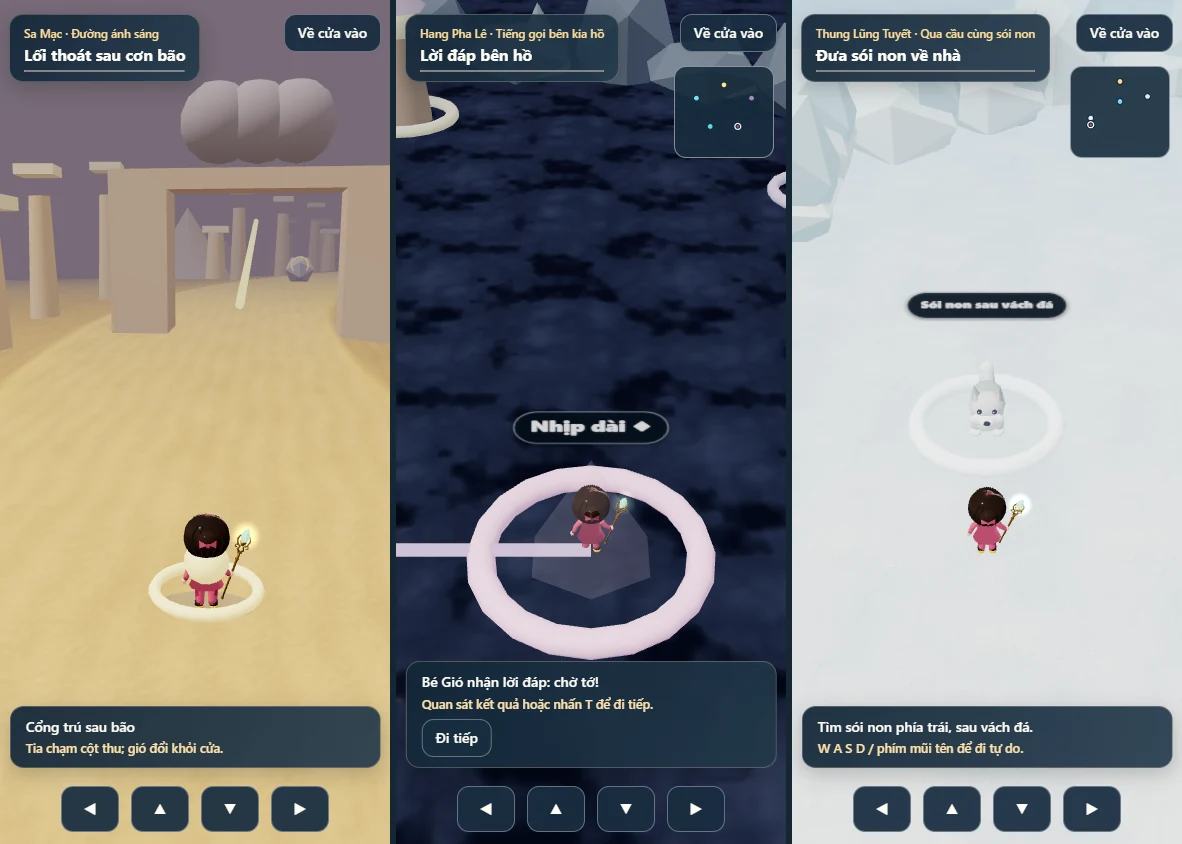 Sa Mạc · Đường ánh sáng
Lối thoát sau cơn bão
Về cửa vào
Cổng trú sau bão
Tia chạm cột thu; gió đổi khỏi cửa.
Hang Pha Lê · Tiếng gọi bên kia hồ
Lời đáp bên hồ
Về cửa vào
Nhịp dài ◆
Bé Gió nhận lời đáp: chờ tớ!
Quan sát kết quả hoặc nhấn T để đi tiếp.
Đi tiếp
Thung Lũng Tuyết · Qua cầu cùng sói non
Đưa sói non về nhà
Về cửa vào
Sói non sau vách đá
Tìm sói non phía trái, sau vách đá.
W A S D / phím mũi tên để đi tự do.